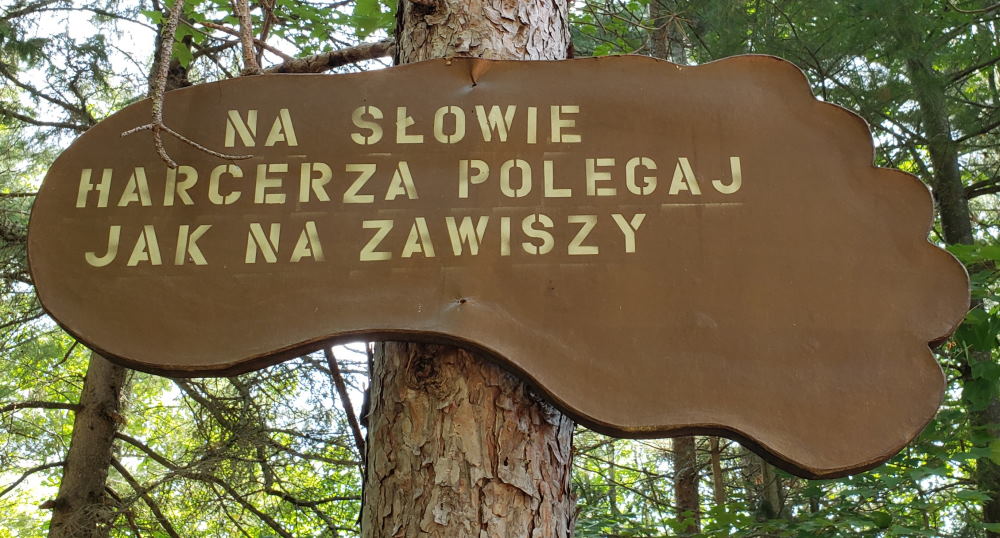 NA SŁOWIE
HARCERZA POLEGAJ
JAK NA ZAWISZY